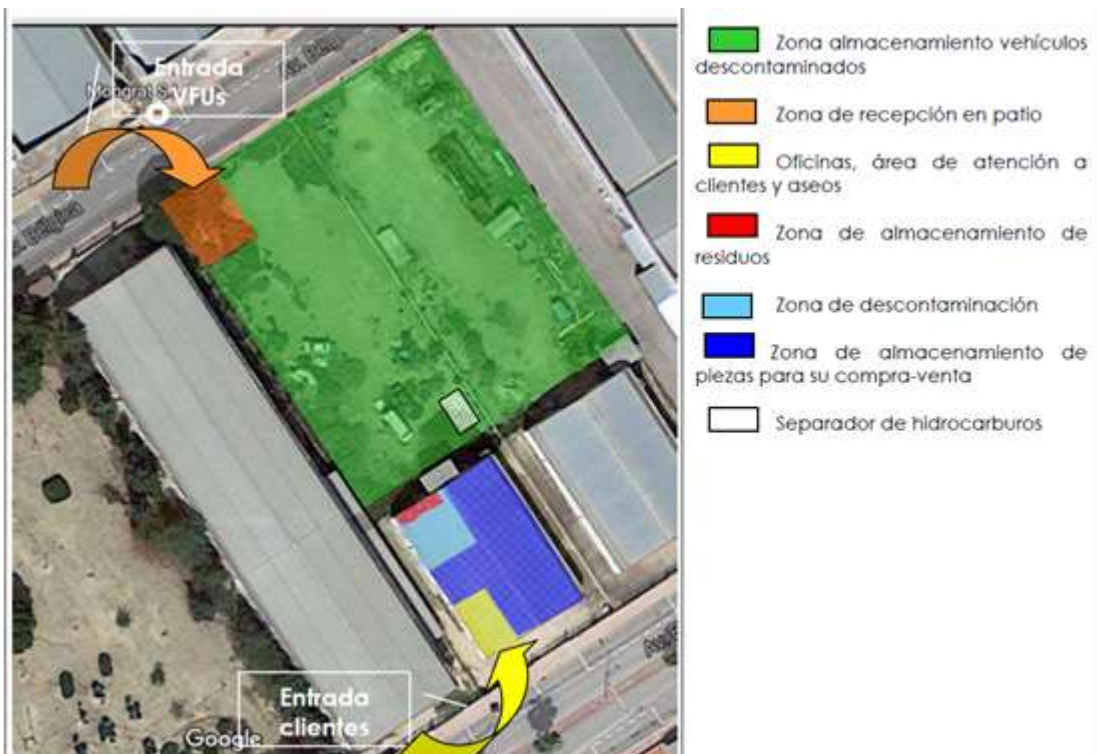 Entrada
VFUs
Av. Bèlgica
Entrada
clientes
Google
Zona almacenamiento vehículos
descontaminados
Zona de recepción en patio
Oficinas, área de atención a
clientes y aseos
Zona de almacenamiento de
residuos
Zona de descontaminación
Zona de almacenamiento de
piezas para su compra-venta
Separador de hidrocarburos